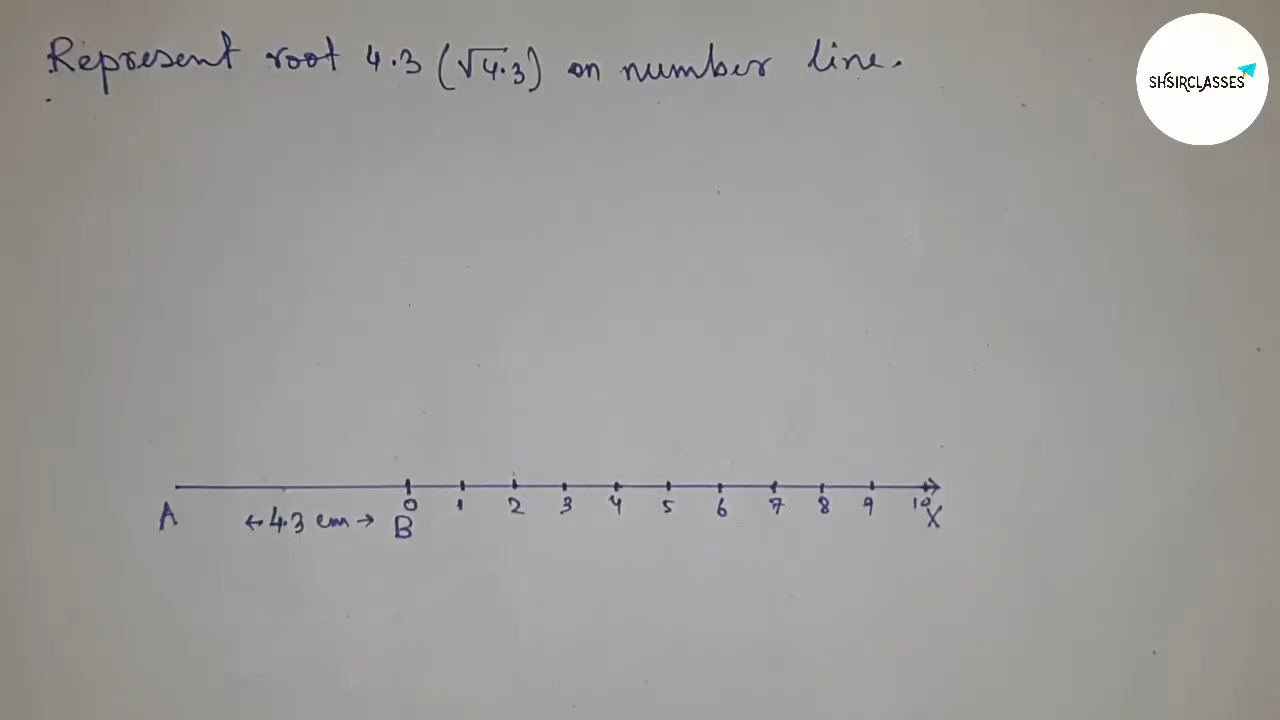 Represent root 4.3 (√4.3) on number line.
SHSIRCLASSES
0 1 2 3 4 5 6 7 8 9 10
A ←4.3 cm→ B X